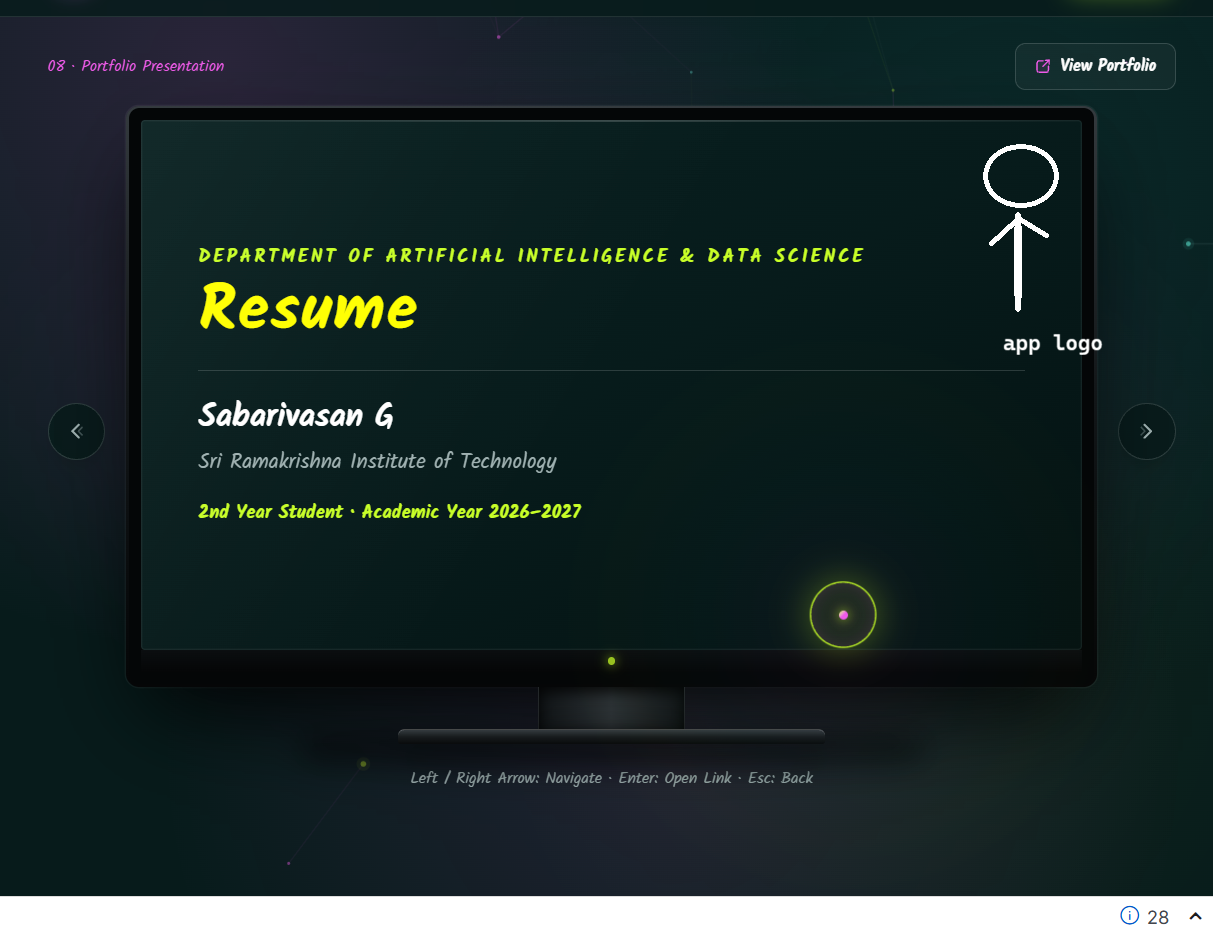 08 · Portfolio Presentation
View Portfolio
DEPARTMENT OF ARTIFICIAL INTELLIGENCE & DATA SCIENCE
Resume
app logo
Sabarivasan G
Sri Ramakrishna Institute of Technology
2nd Year Student · Academic Year 2026–2027
Left / Right Arrow: Navigate · Enter: Open Link · Esc: Back
28